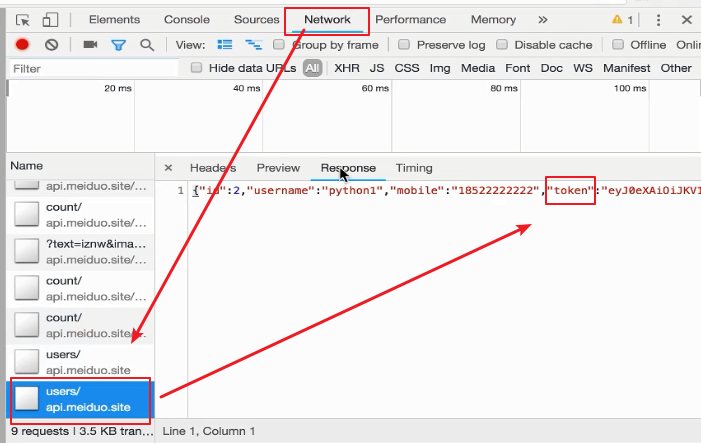 Elements Console Sources Network Performance Memory » 1
View: Group by frame Preserve log Disable cache Offline Onlin
Filter Hide data URLs All XHR JS CSS Img Media Font Doc WS Manifest Other
20 ms 40 ms 60 ms 80 ms 100 ms
Name × Headers Preview Response Timing
api.meiduo.site/...
1 {"id":2,"username":"python1","mobile":"18522222222","token":"eyJ0eXAiOiJKV1
count/
api.meiduo.site/...
?text=iznw&ima...
api.meiduo.site/...
count/
api.meiduo.site/...
count/
api.meiduo.site/...
users/
api.meiduo.site
users/
api.meiduo.site
9 requests | 3.5 KB tran... Line 1, Column 1